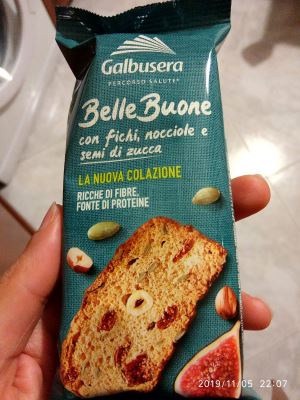 Galbusera
PERCORSO SALUTE®
BelleBuone
con fichi, nocciole e
semi di zucca
LA NUOVA COLAZIONE
RICCHE DI FIBRE,
FONTE DI PROTEINE
2019/11/05 22:07